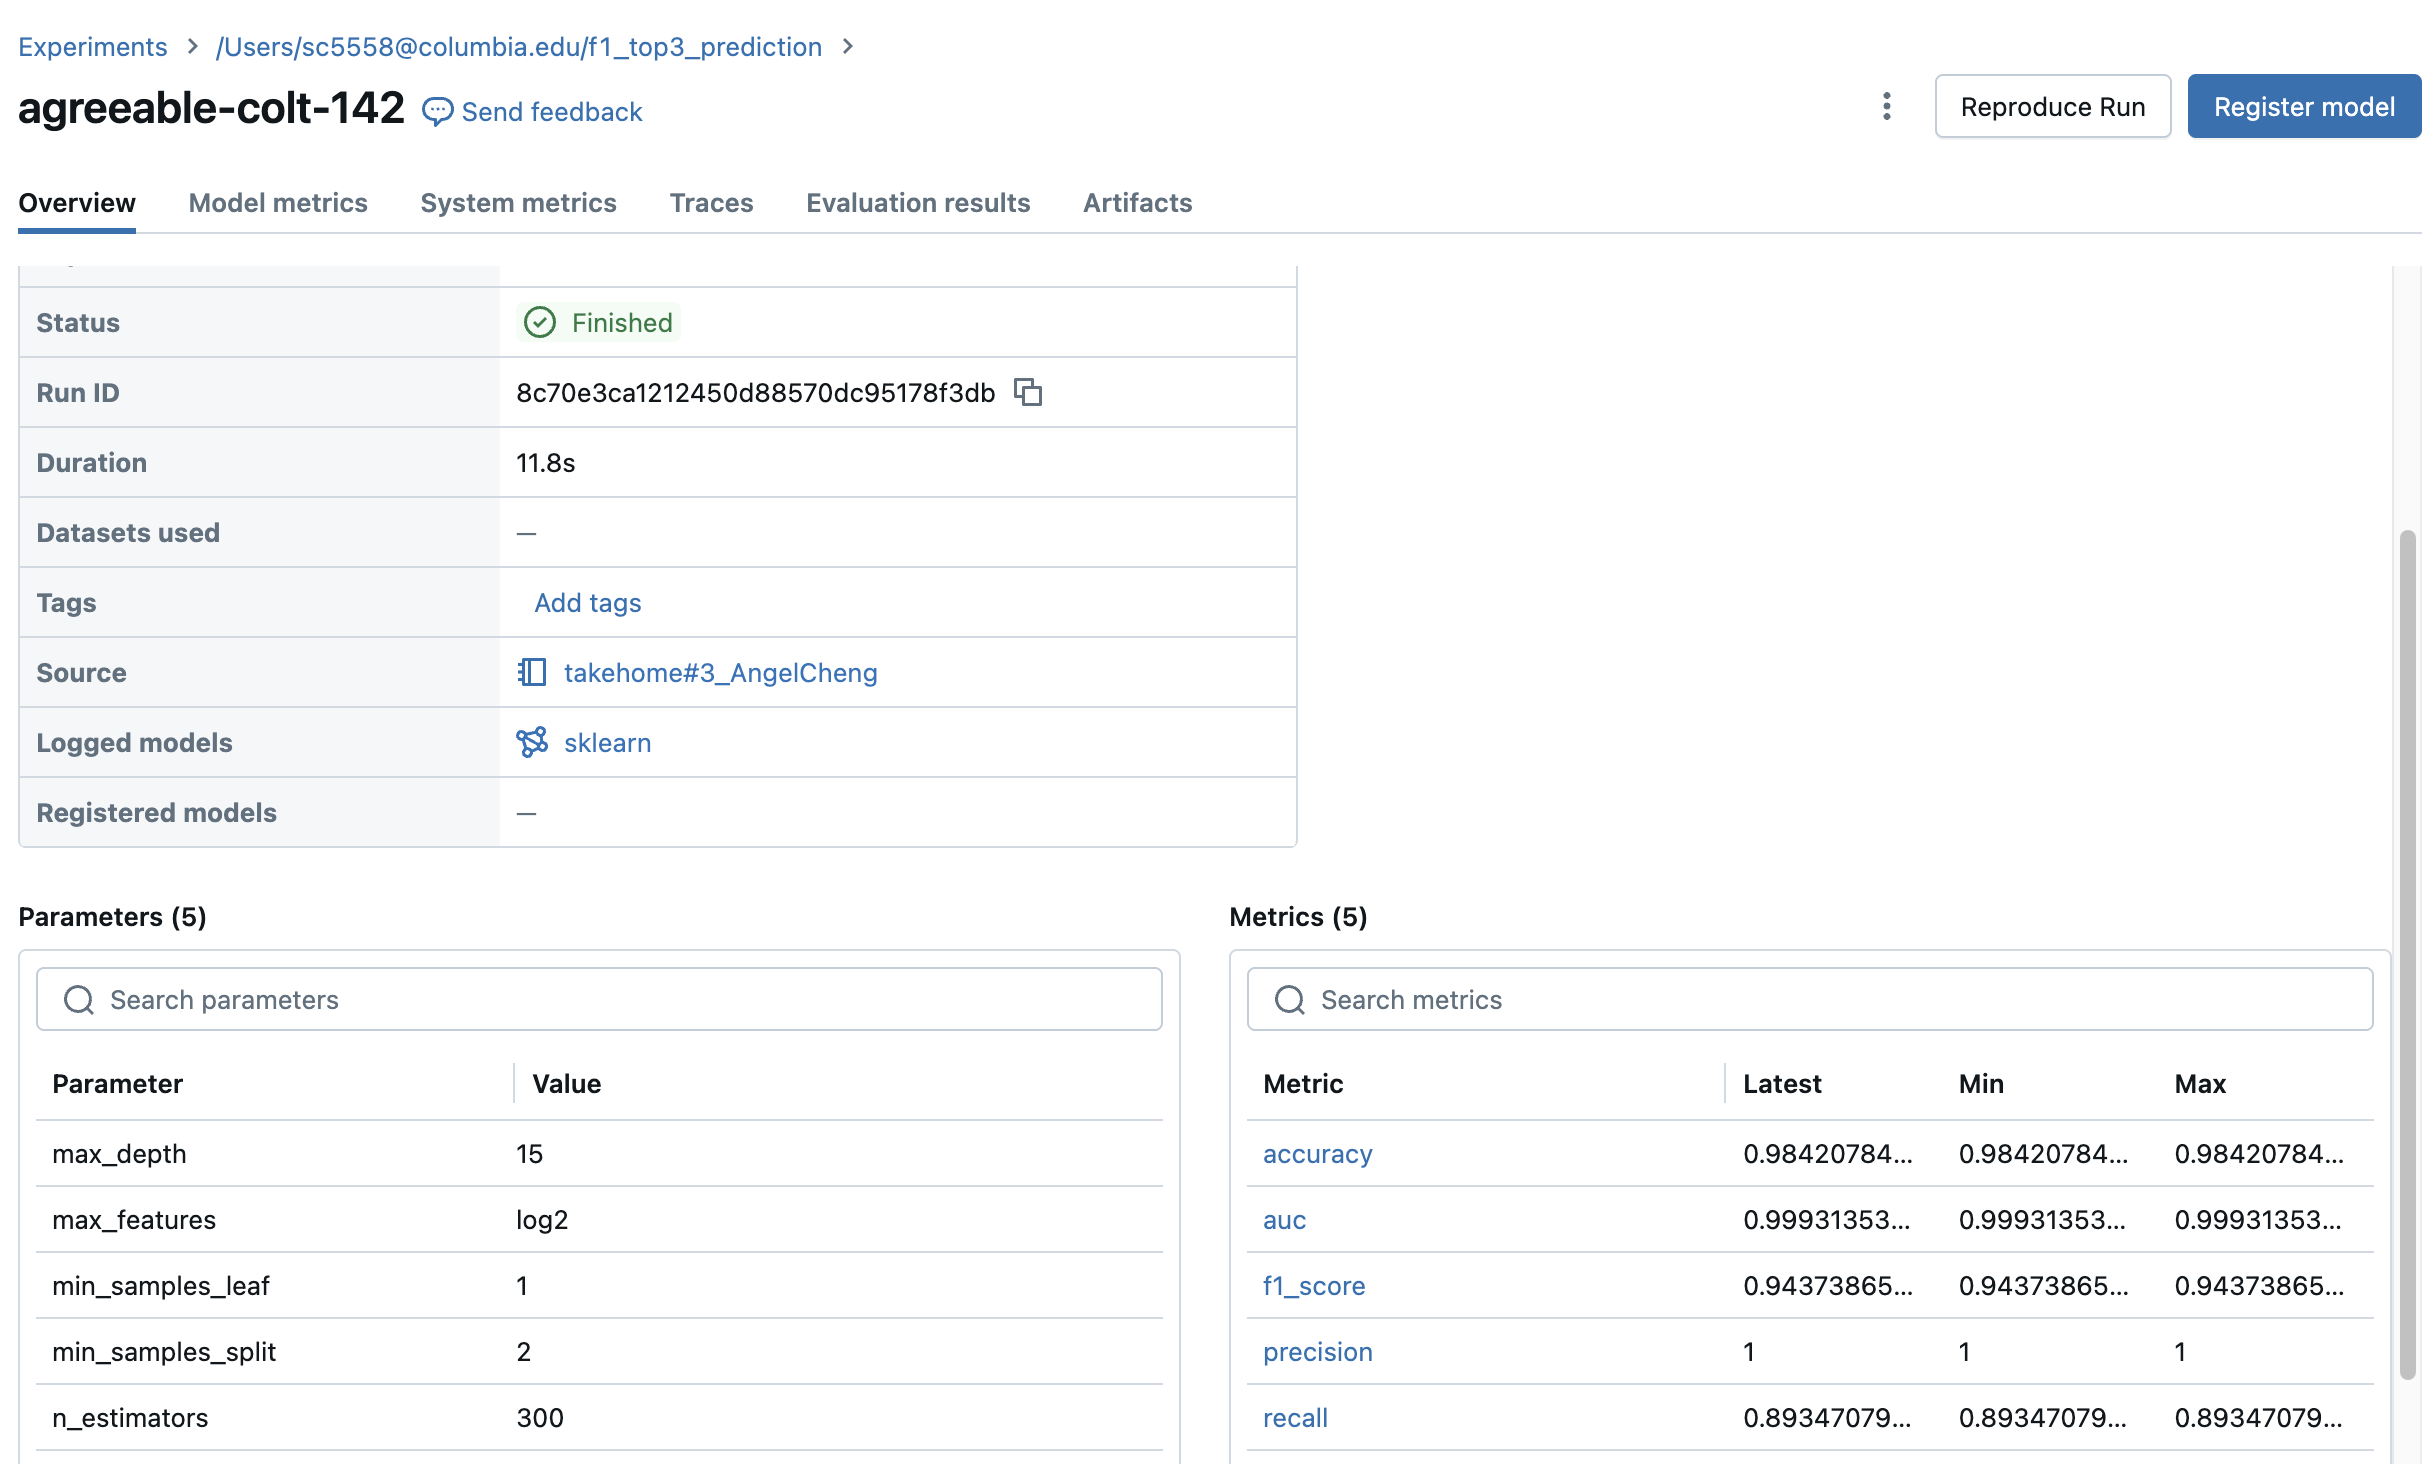 Experiments > /Users/sc5558@columbia.edu/f1_top3_prediction >
agreeable-colt-142 Send feedback
Reproduce Run Register model
Overview Model metrics System metrics Traces Evaluation results Artifacts
Status Finished
Run ID 8c70e3ca1212450d88570dc95178f3db
Duration 11.8s
Datasets used —
Tags Add tags
Source takehome#3_AngelCheng
Logged models sklearn
Registered models —
Parameters (5)
Search parameters
Parameter Value
max_depth 15
max_features log2
min_samples_leaf 1
min_samples_split 2
n_estimators 300
Metrics (5)
Search metrics
Metric Latest Min Max
accuracy 0.98420784... 0.98420784... 0.98420784...
auc 0.99931353... 0.99931353... 0.99931353...
f1_score 0.94373865... 0.94373865... 0.94373865...
precision 1 1 1
recall 0.89347079... 0.89347079... 0.89347079...